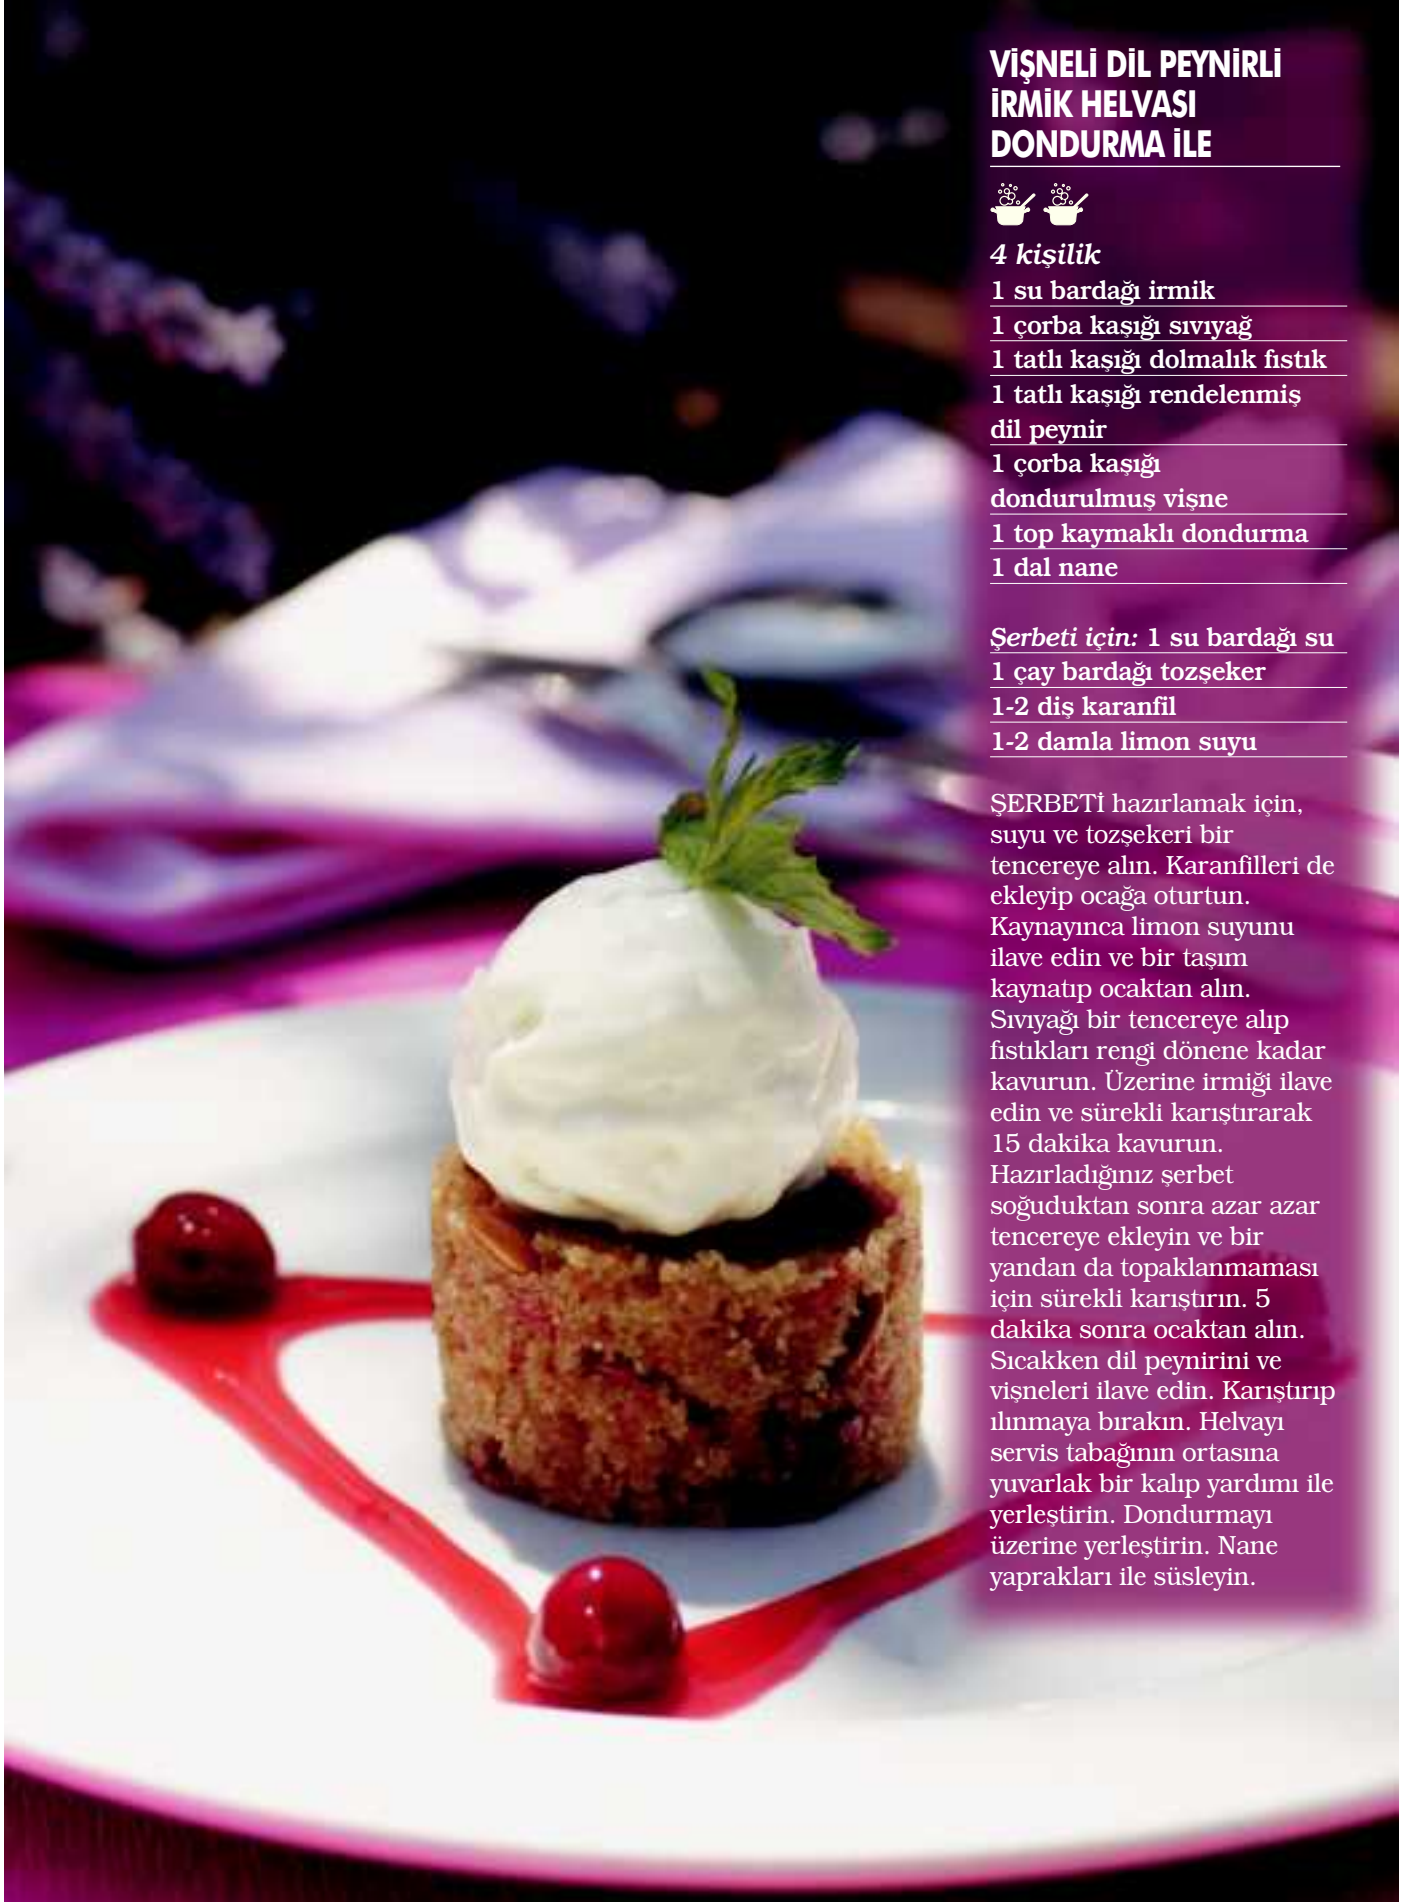 VİŞNELİ DİL PEYNİRLİ
İRMİK HELVASI
DONDURMA İLE
4 kişilik
1 su bardağı irmik
1 çorba kaşığı sıvıyağ
1 tatlı kaşığı dolmalık fıstık
1 tatlı kaşığı rendelenmiş
dil peynir
1 çorba kaşığı
dondurulmuş vişne
1 top kaymaklı dondurma
1 dal nane
Şerbeti için: 1 su bardağı su
1 çay bardağı tozşeker
1-2 diş karanfil
1-2 damla limon suyu
ŞERBETİ hazırlamak için,
suyu ve tozşekeri bir
tencereye alın. Karanfilleri de
ekleyip ocağa oturtun.
Kaynayınca limon suyunu
ilave edin ve bir taşım
kaynatıp ocaktan alın.
Sıvıyağı bir tencereye alıp
fıstıkları rengi dönene kadar
kavurun. Üzerine irmiği ilave
edin ve sürekli karıştırarak
15 dakika kavurun.
Hazırladığınız şerbet
soğuduktan sonra azar azar
tencereye ekleyin ve bir
yandan da topaklanmaması
için sürekli karıştırın. 5
dakika sonra ocaktan alın.
Sıcakken dil peynirini ve
vişneleri ilave edin. Karıştırıp
ılınmaya bırakın. Helvayı
servis tabağının ortasına
yuvarlak bir kalıp yardımı ile
yerleştirin. Dondurmayı
üzerine yerleştirin. Nane
yaprakları ile süsleyin.